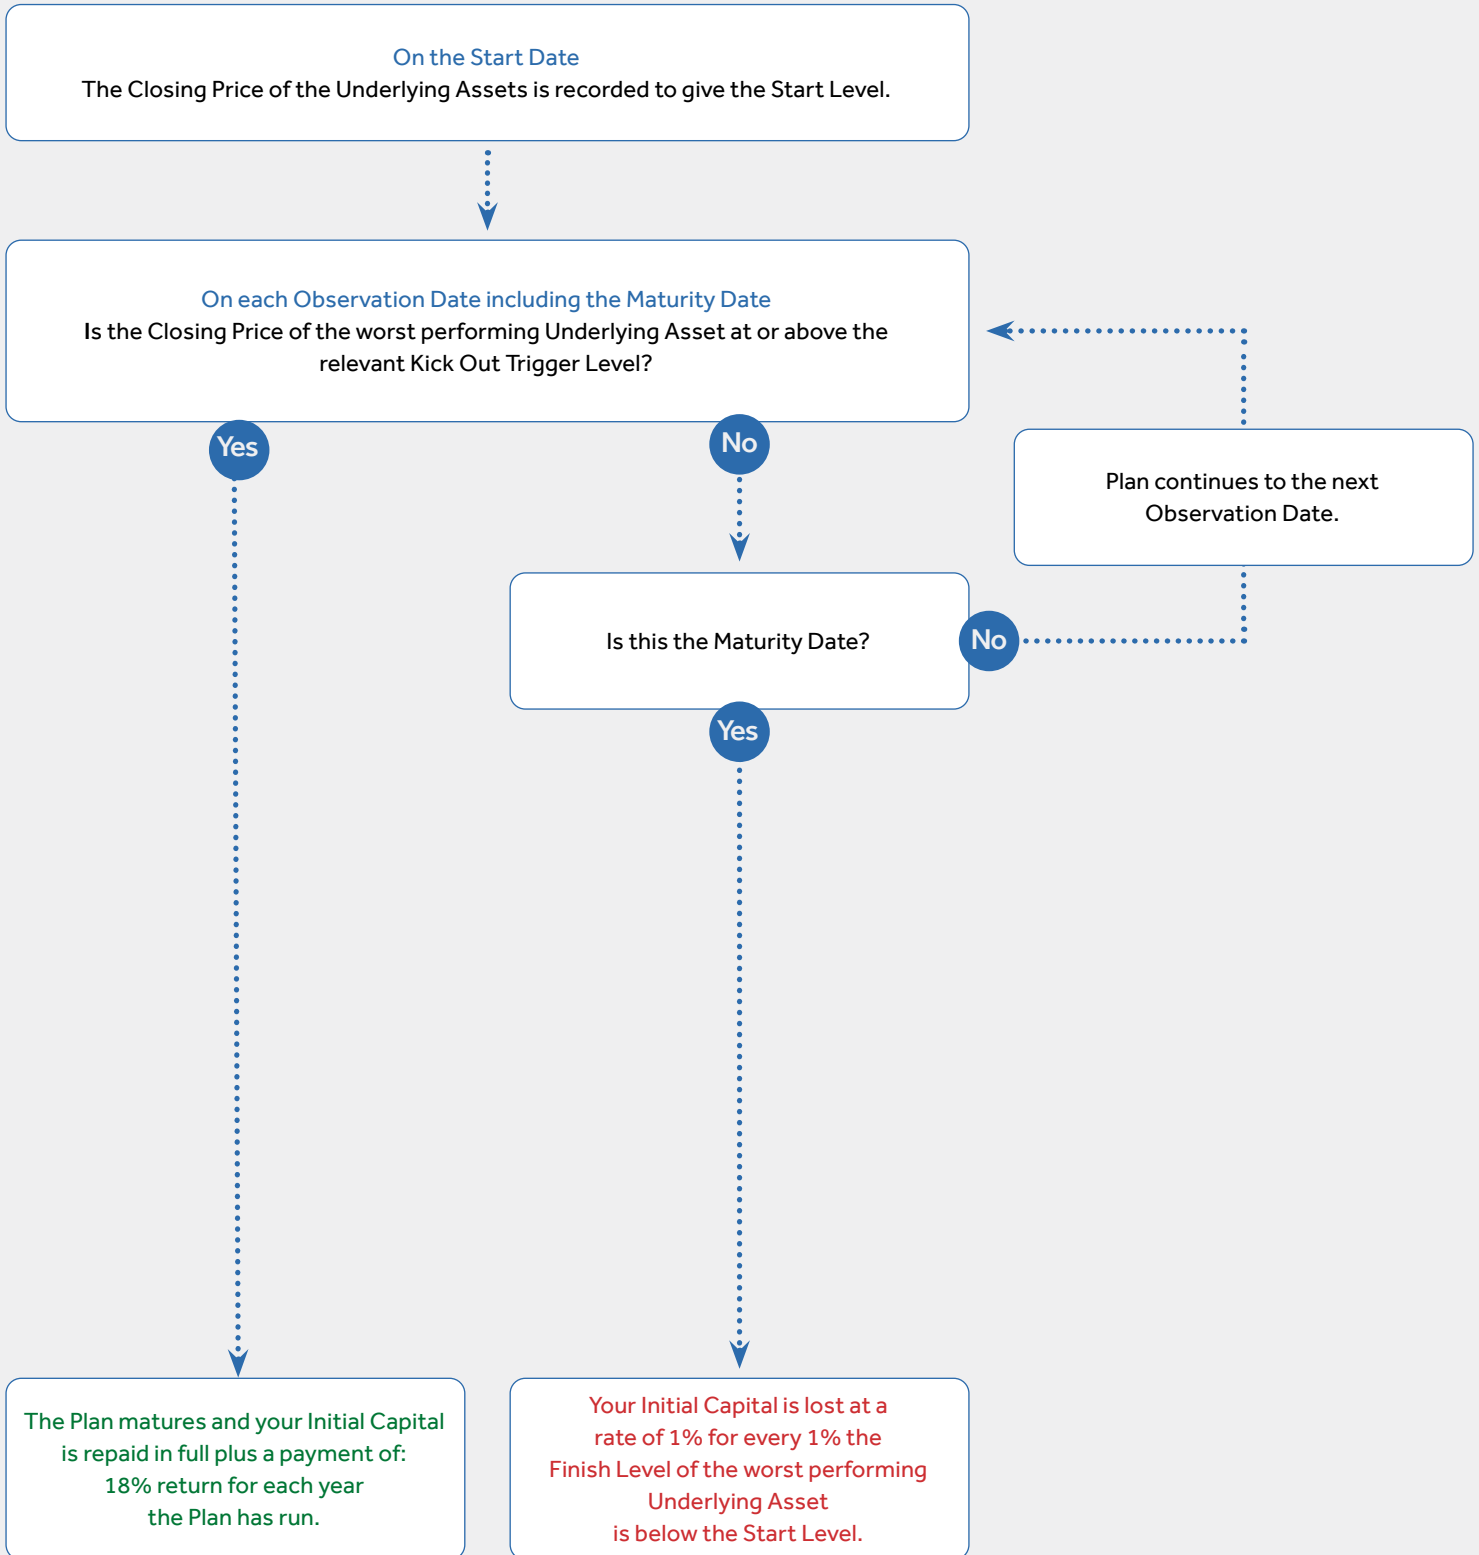 On the Start Date
The Closing Price of the Underlying Assets is recorded to give the Start Level.
On each Observation Date including the Maturity Date
Is the Closing Price of the worst performing Underlying Asset at or above the
relevant Kick Out Trigger Level?
Yes
No
Plan continues to the next
Observation Date.
Is this the Maturity Date?
No
Yes
The Plan matures and your Initial Capital
is repaid in full plus a payment of:
18% return for each year
the Plan has run.
Your Initial Capital is lost at a
rate of 1% for every 1% the
Finish Level of the worst performing
Underlying Asset
is below the Start Level.